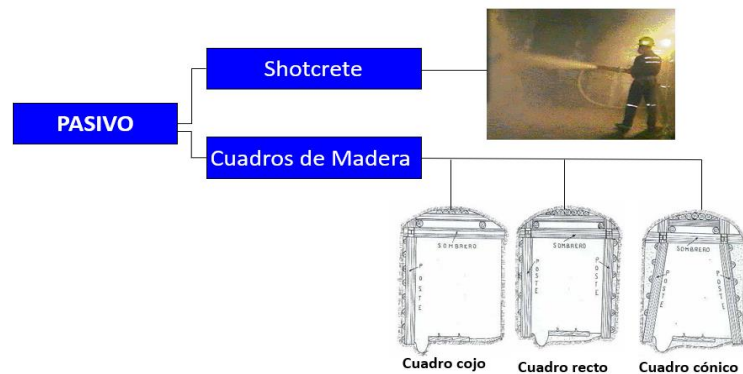 Shotcrete
PASIVO
Cuadros de Madera
SOMBRERO
POSTE
SOMBRERO
POSTE
POSTE
SOMBRERO
POSTE
POSTE
Cuadro cojo
Cuadro recto
Cuadro cónico